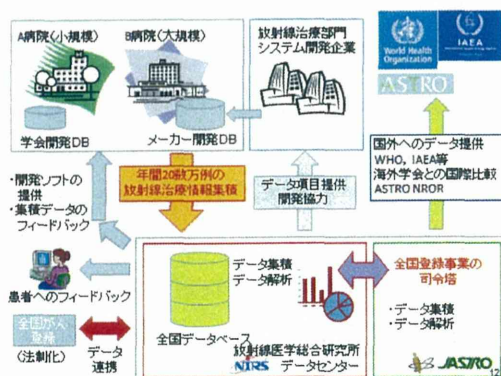 A病院(小規模)
B病院(大規模)
学会開発DB
メーカー開発DB
放射線治療部門
システム開発企業
World Health
Organization
IAEA
ASTRO
年間20数万例の
放射線治療情報集積
・開発ソフトの
提供
・集積データの
フィードバック
データ項目提供
開発協力
国外へのデータ提供
WHO, IAEA等
海外学会との国際比較
ASTRO NROR
患者へのフィードバック
全国がん
登録
(法制化)
データ
連携
データ集積
データ解析
全国データベース
放射線医学総合研究所
NIRS データセンター
全国登録事業の
司令塔
・データ集積
・データ解析
JASTRO
12